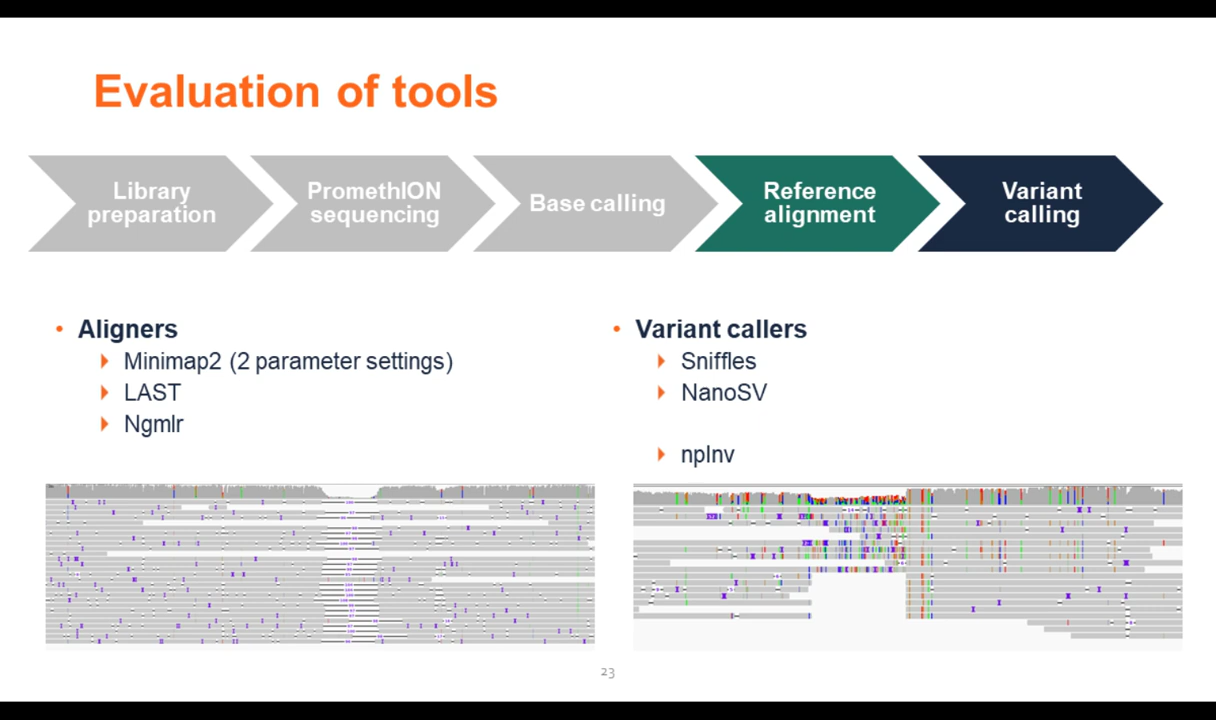 Evaluation of tools
Library
preparation
PromethION
sequencing
Base calling
Reference
alignment
Variant
calling
• Aligners
Minimap2 (2 parameter settings)
LAST
Ngmlr
• Variant callers
Sniffles
NanoSV
npInv
23